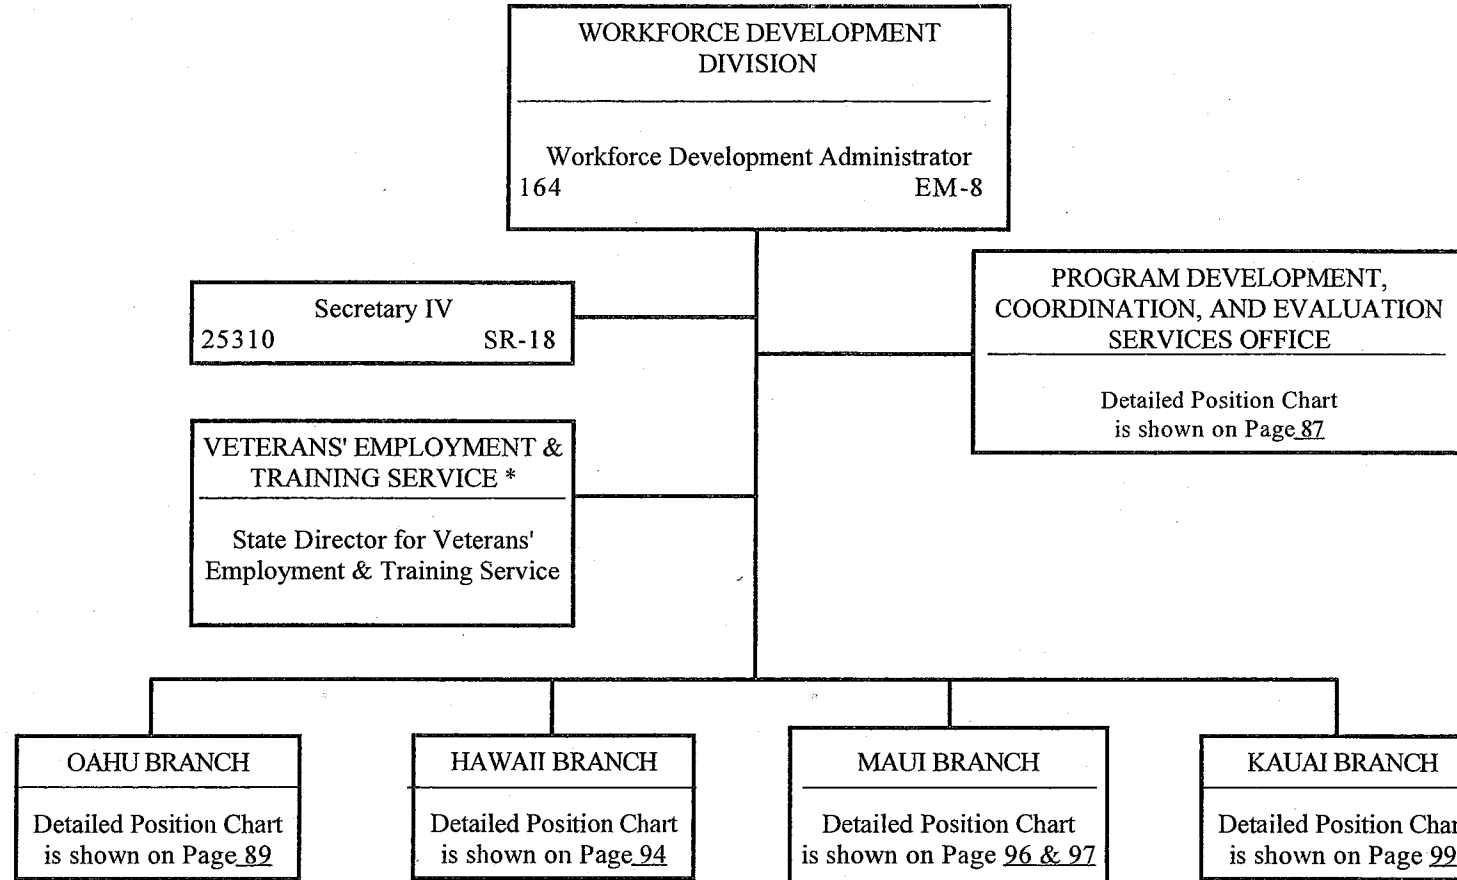 WORKFORCE DEVELOPMENT
DIVISION
Workforce Development Administrator
164 EM-8
Secretary IV
25310 SR-18
PROGRAM DEVELOPMENT,
COORDINATION, AND EVALUATION
SERVICES OFFICE
Detailed Position Chart
is shown on Page 87
VETERANS' EMPLOYMENT &
TRAINING SERVICE *
State Director for Veterans'
Employment & Training Service
OAHU BRANCH
Detailed Position Chart
is shown on Page 89
HAWAII BRANCH
Detailed Position Chart
is shown on Page 94
MAUI BRANCH
Detailed Position Chart
is shown on Page 96 & 97
KAUAI BRANCH
Detailed Position Char
is shown on Page 99